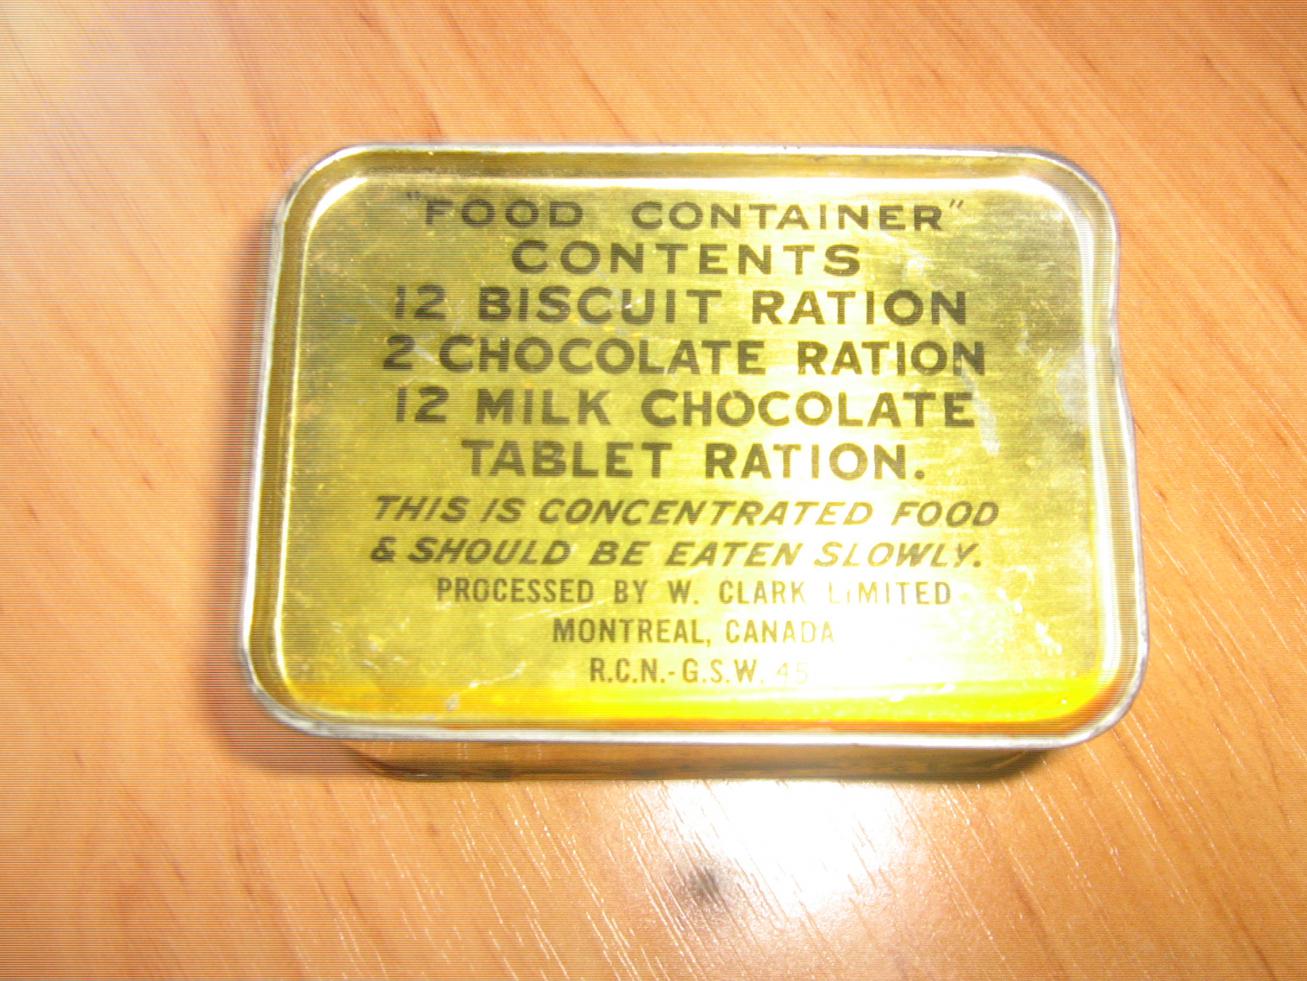 "FOOD CONTAINER"
CONTENTS
12 BISCUIT RATION
2 CHOCOLATE RATION
12 MILK CHOCOLATE
TABLET RATION.
THIS IS CONCENTRATED FOOD
& SHOULD BE EATEN SLOWLY.
PROCESSED BY W. CLARK LIMITED
MONTREAL, CANADA
R.C.N.-G.S.W. 45